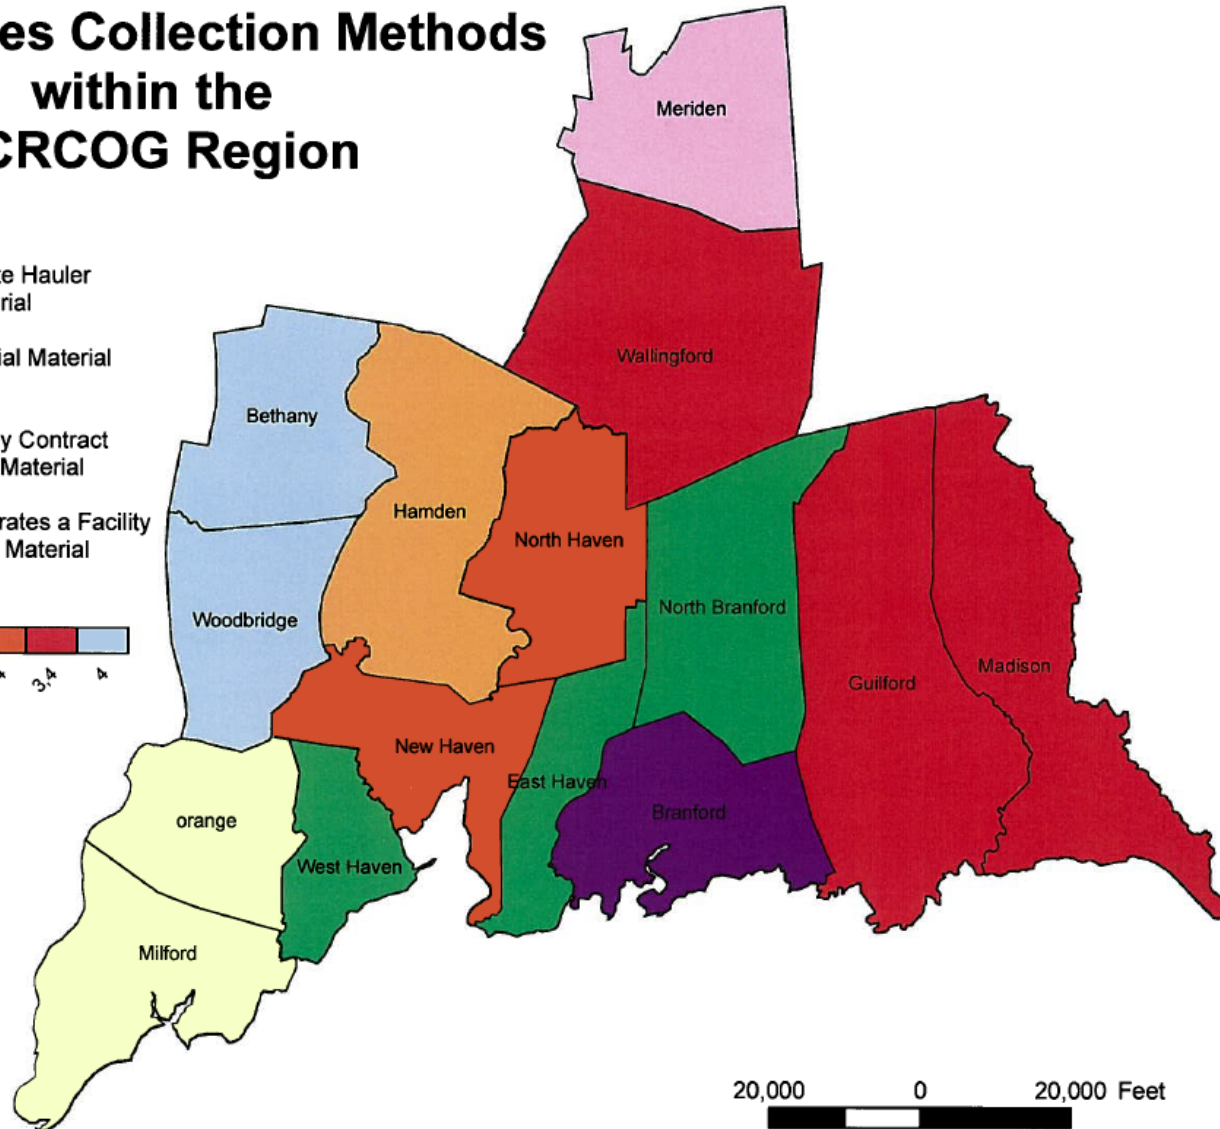 es Collection Methods
within the
CRCOG Region
te Hauler
rial
ial Material
y Contract
Material
rates a Facility
Material
4
3,4
4
Meriden
Wallingford
Bethany
Hamden
North Haven
Woodbridge
North Branford
Madison
Guilford
New Haven
East Haven
Branford
orange
West Haven
Milford
20,000 0 20,000 Feet